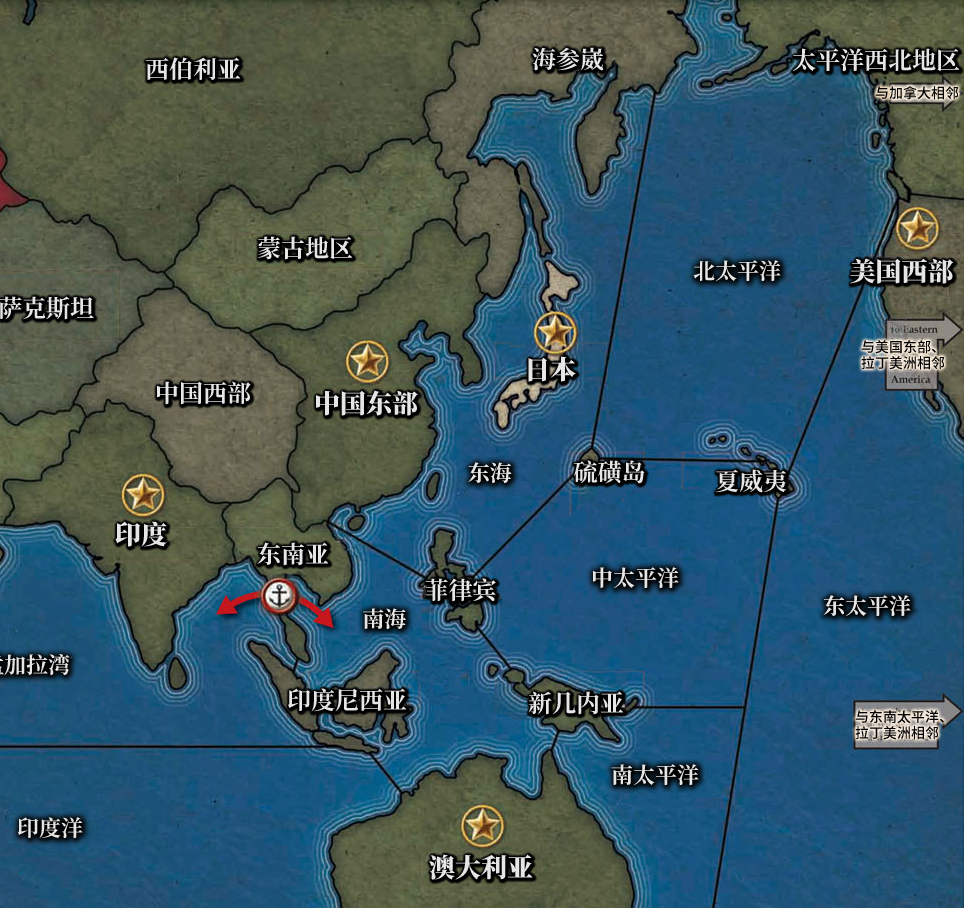 西伯利亚
海参崴
太平洋西北地区
与加拿大相邻
蒙古地区
北太平洋
美国西部
萨克斯坦
to Eastern
与美国东部、
拉丁美洲相邻
America
日本
中国西部
中国东部
东海
硫磺岛
夏威夷
印度
东南亚
菲律宾
中太平洋
东太平洋
南海
孟加拉湾
印度尼西亚
新几内亚
与东南太平洋、
拉丁美洲相邻
南太平洋
印度洋
澳大利亚